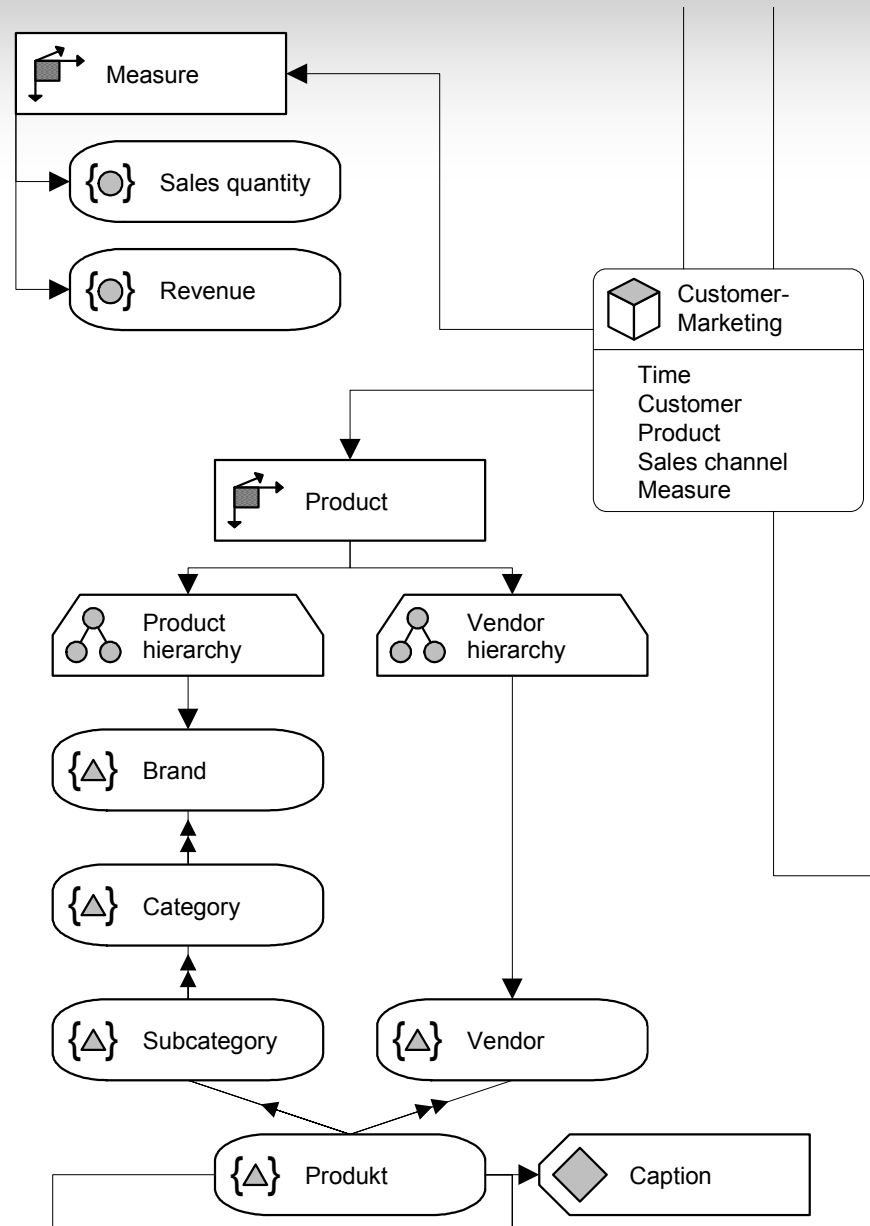 Measure
Sales quantity
Revenue
Customer-
Marketing
Time
Customer
Product
Sales channel
Measure
Product
Product
hierarchy
Vendor
hierarchy
Brand
Category
Subcategory
Vendor
Produkt
Caption